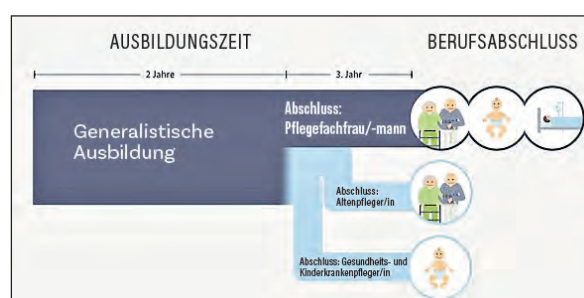 AUSBILDUNGSZEIT
BERUFSABSCHLUSS
2 Jahre
3. Jahr
Generalistische
Ausbildung
Abschluss:
Pflegefachfrau/-mann
Abschluss:
Altenpfleger/in
Abschluss: Gesundheits- und
Kinderkrankenpfleger/in